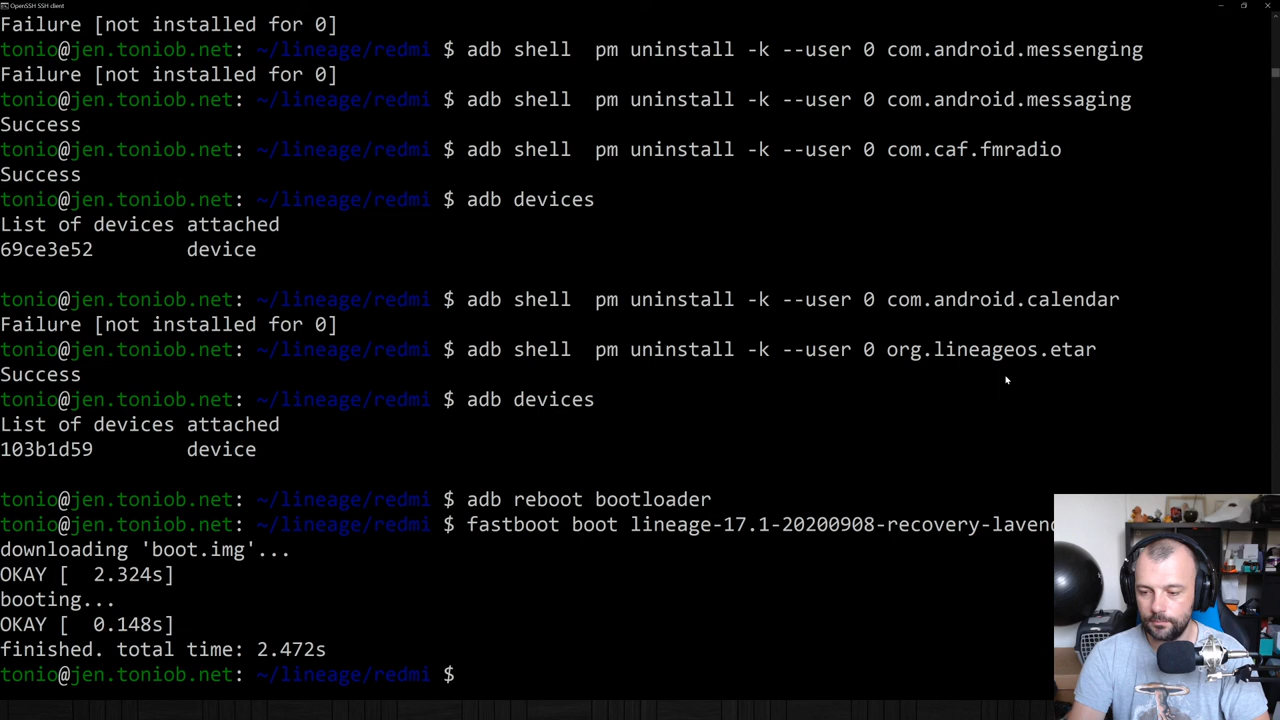 OpenSSH SSH client
Failure [not installed for 0]
tonio@jen.toniob.net: ~/lineage/redmi $ adb shell  pm uninstall -k --user 0 com.android.messenging
Failure [not installed for 0]
tonio@jen.toniob.net: ~/lineage/redmi $ adb shell  pm uninstall -k --user 0 com.android.messaging
Success
tonio@jen.toniob.net: ~/lineage/redmi $ adb shell  pm uninstall -k --user 0 com.caf.fmradio
Success
tonio@jen.toniob.net: ~/lineage/redmi $ adb devices
List of devices attached
69ce3e52        device
tonio@jen.toniob.net: ~/lineage/redmi $ adb shell  pm uninstall -k --user 0 com.android.calendar
Failure [not installed for 0]
tonio@jen.toniob.net: ~/lineage/redmi $ adb shell  pm uninstall -k --user 0 org.lineageos.etar
Success
tonio@jen.toniob.net: ~/lineage/redmi $ adb devices
List of devices attached
103b1d59        device
tonio@jen.toniob.net: ~/lineage/redmi $ adb reboot bootloader
tonio@jen.toniob.net: ~/lineage/redmi $ fastboot boot lineage-17.1-20200908-recovery-lavend
downloading 'boot.img'...
OKAY [  2.324s]
booting...
OKAY [  0.148s]
finished. total time: 2.472s
tonio@jen.toniob.net: ~/lineage/redmi $